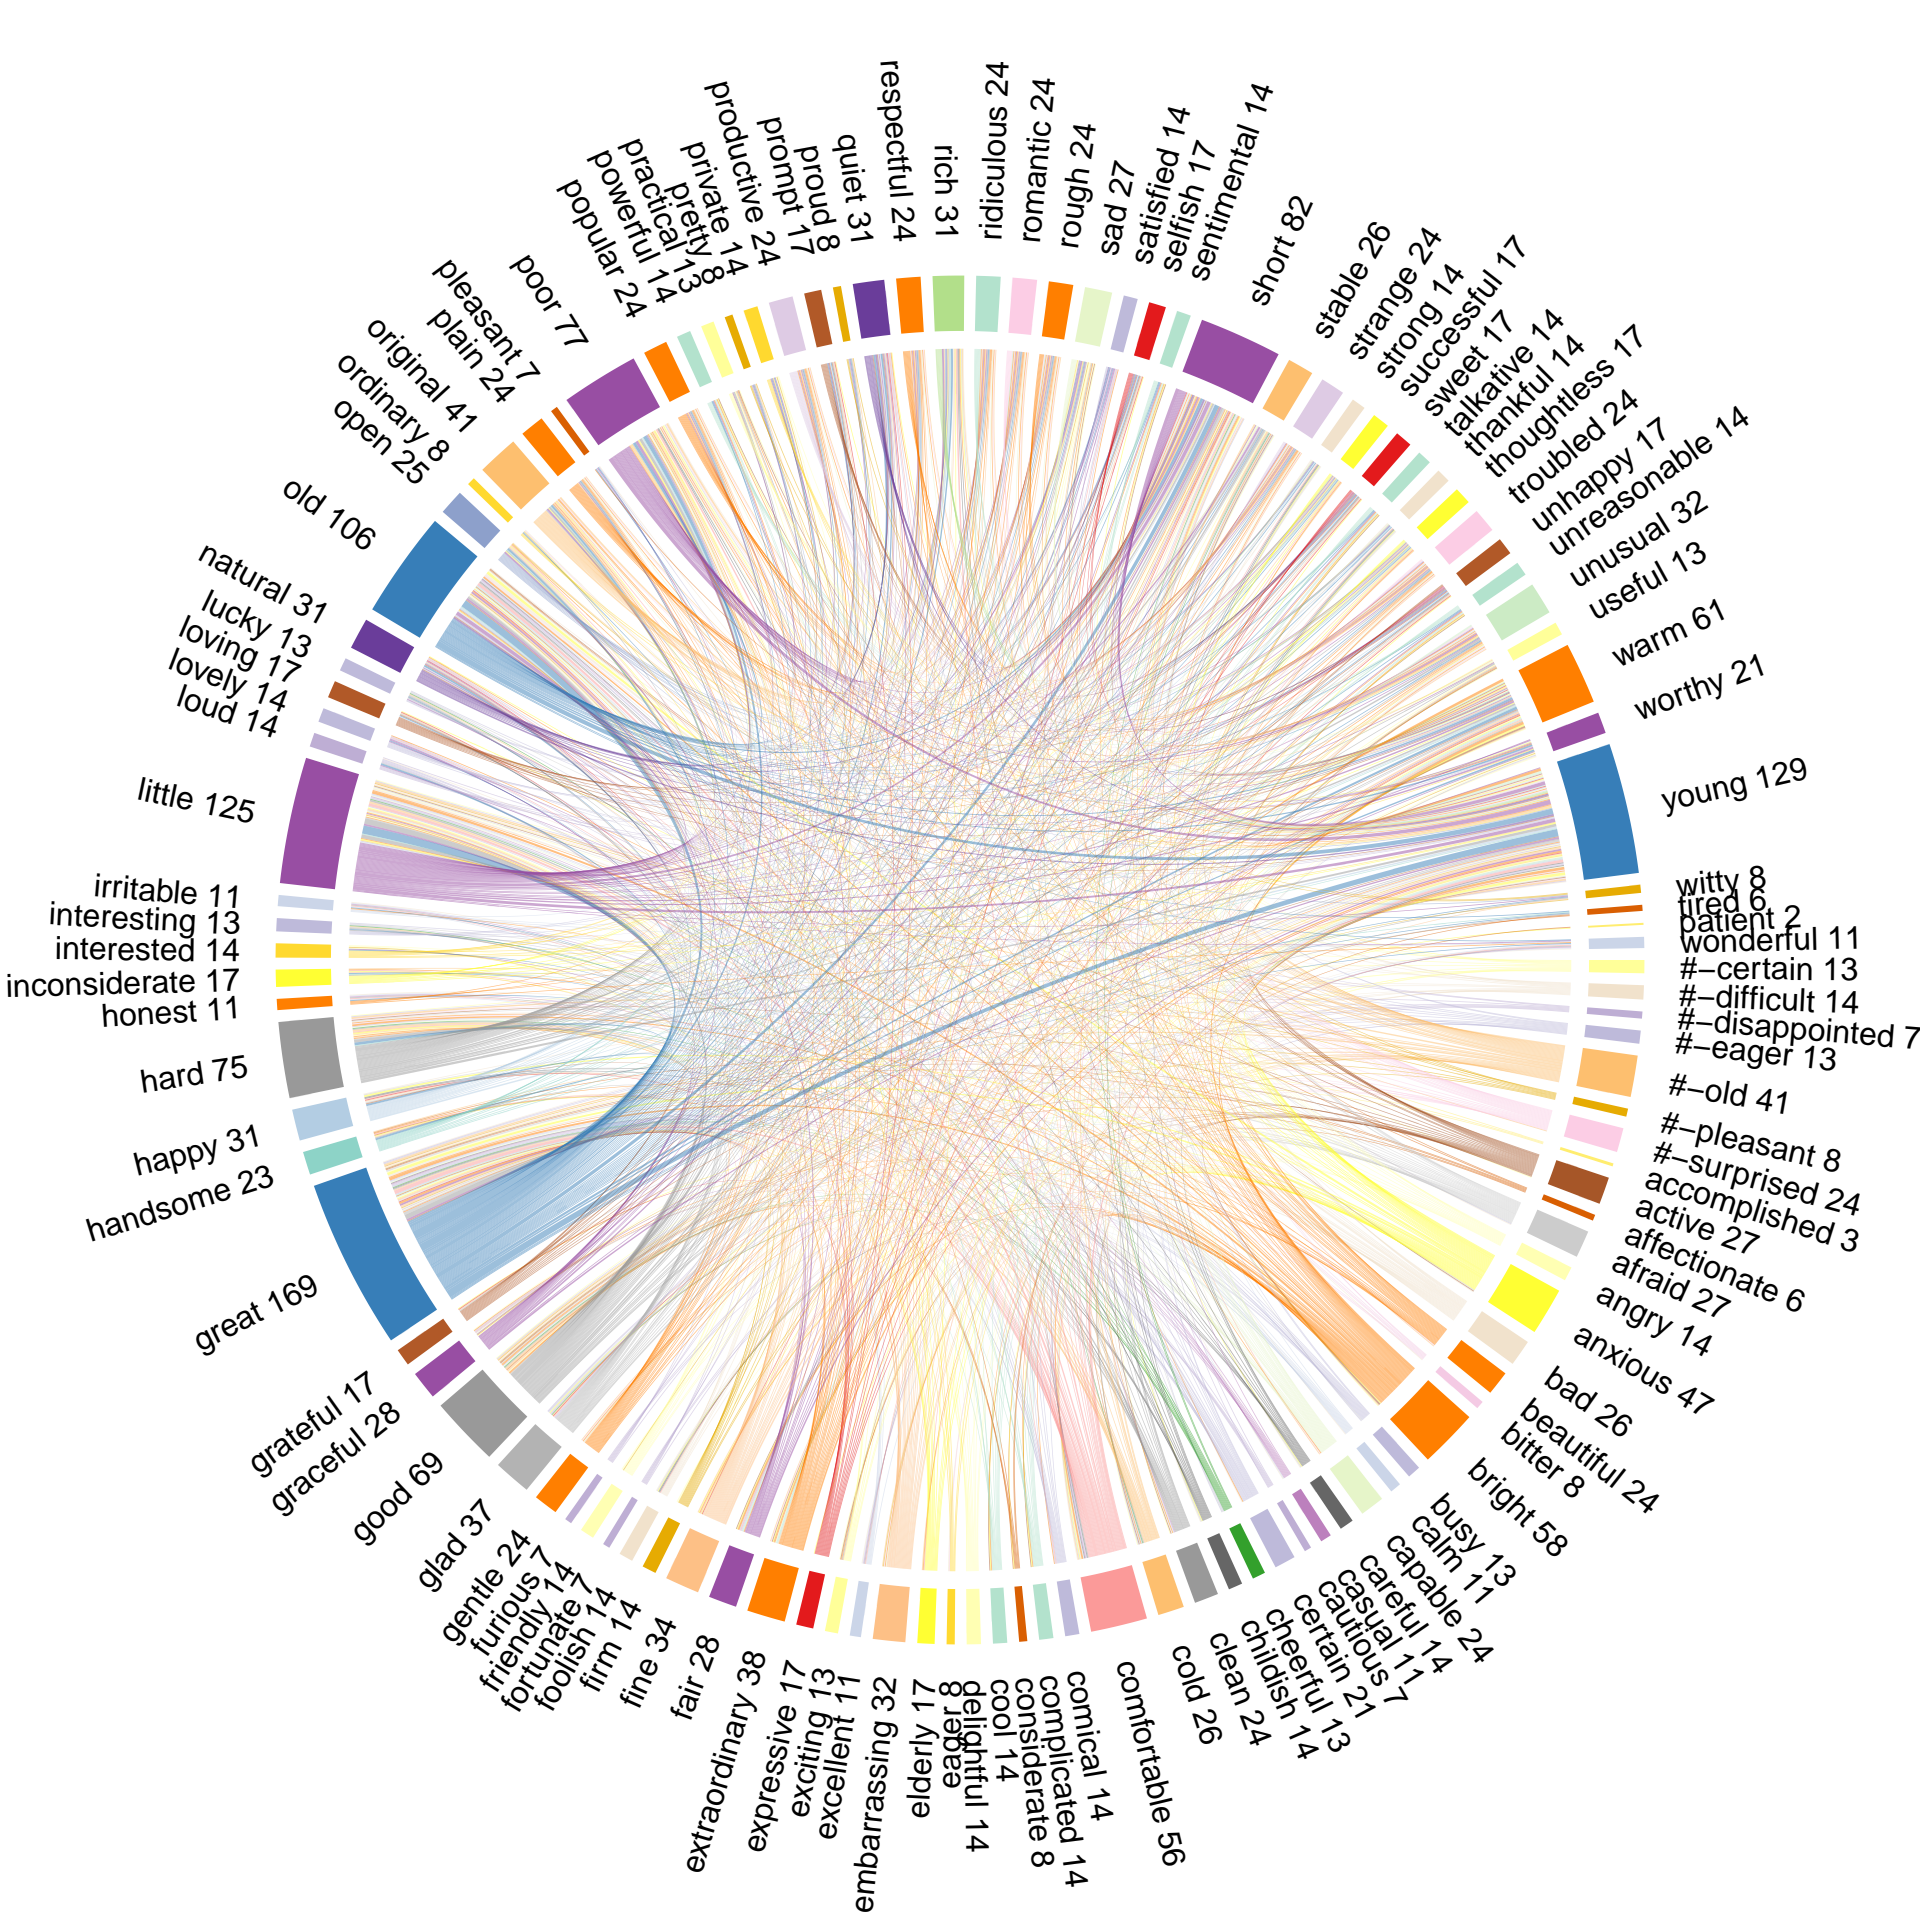 rich 31
ridiculous 24
romantic 24
rough 24
sad 27
satisfied 14
selfish 17
sentimental 14
short 82
stable 26
strange 24
strong 14
successful 17
sweet 17
talkative 14
thankful 14
thoughtless 17
troubled 24
unhappy 17
unreasonable 14
unusual 32
useful 13
warm 61
worthy 21
young 129
witty 8
tired 6
patient 2
wonderful 11
#−certain 13
#−difficult 14
#−disappointed 7
#−eager 13
#−old 41
#−pleasant 8
#−surprised 24
accomplished 3
active 27
affectionate 6
afraid 27
angry 14
anxious 47
bad 26
beautiful 24
bitter 8
bright 58
busy 13
calm 11
capable 24
careful 14
casual 11
cautious 7
certain 21
cheerful 13
childish 14
clean 24
cold 26
comfortable 56
comical 14
complicated 14
considerate 8
cool 14
delightful 14
eager 8
elderly 17
embarrassing 32
excellent 11
exciting 13
expressive 17
extraordinary 38
fair 28
fine 34
firm 14
foolish 14
fortunate 7
friendly 14
furious 7
gentle 24
glad 37
good 69
graceful 28
grateful 17
great 169
handsome 23
happy 31
hard 75
honest 11
inconsiderate 17
interested 14
interesting 13
irritable 11
little 125
loud 14
lovely 14
loving 17
lucky 13
natural 31
old 106
open 25
ordinary 8
original 41
plain 24
pleasant 7
poor 77
popular 24
powerful 14
practical 13
pretty 8
private 14
productive 24
prompt 17
proud 8
quiet 31
respectful 24